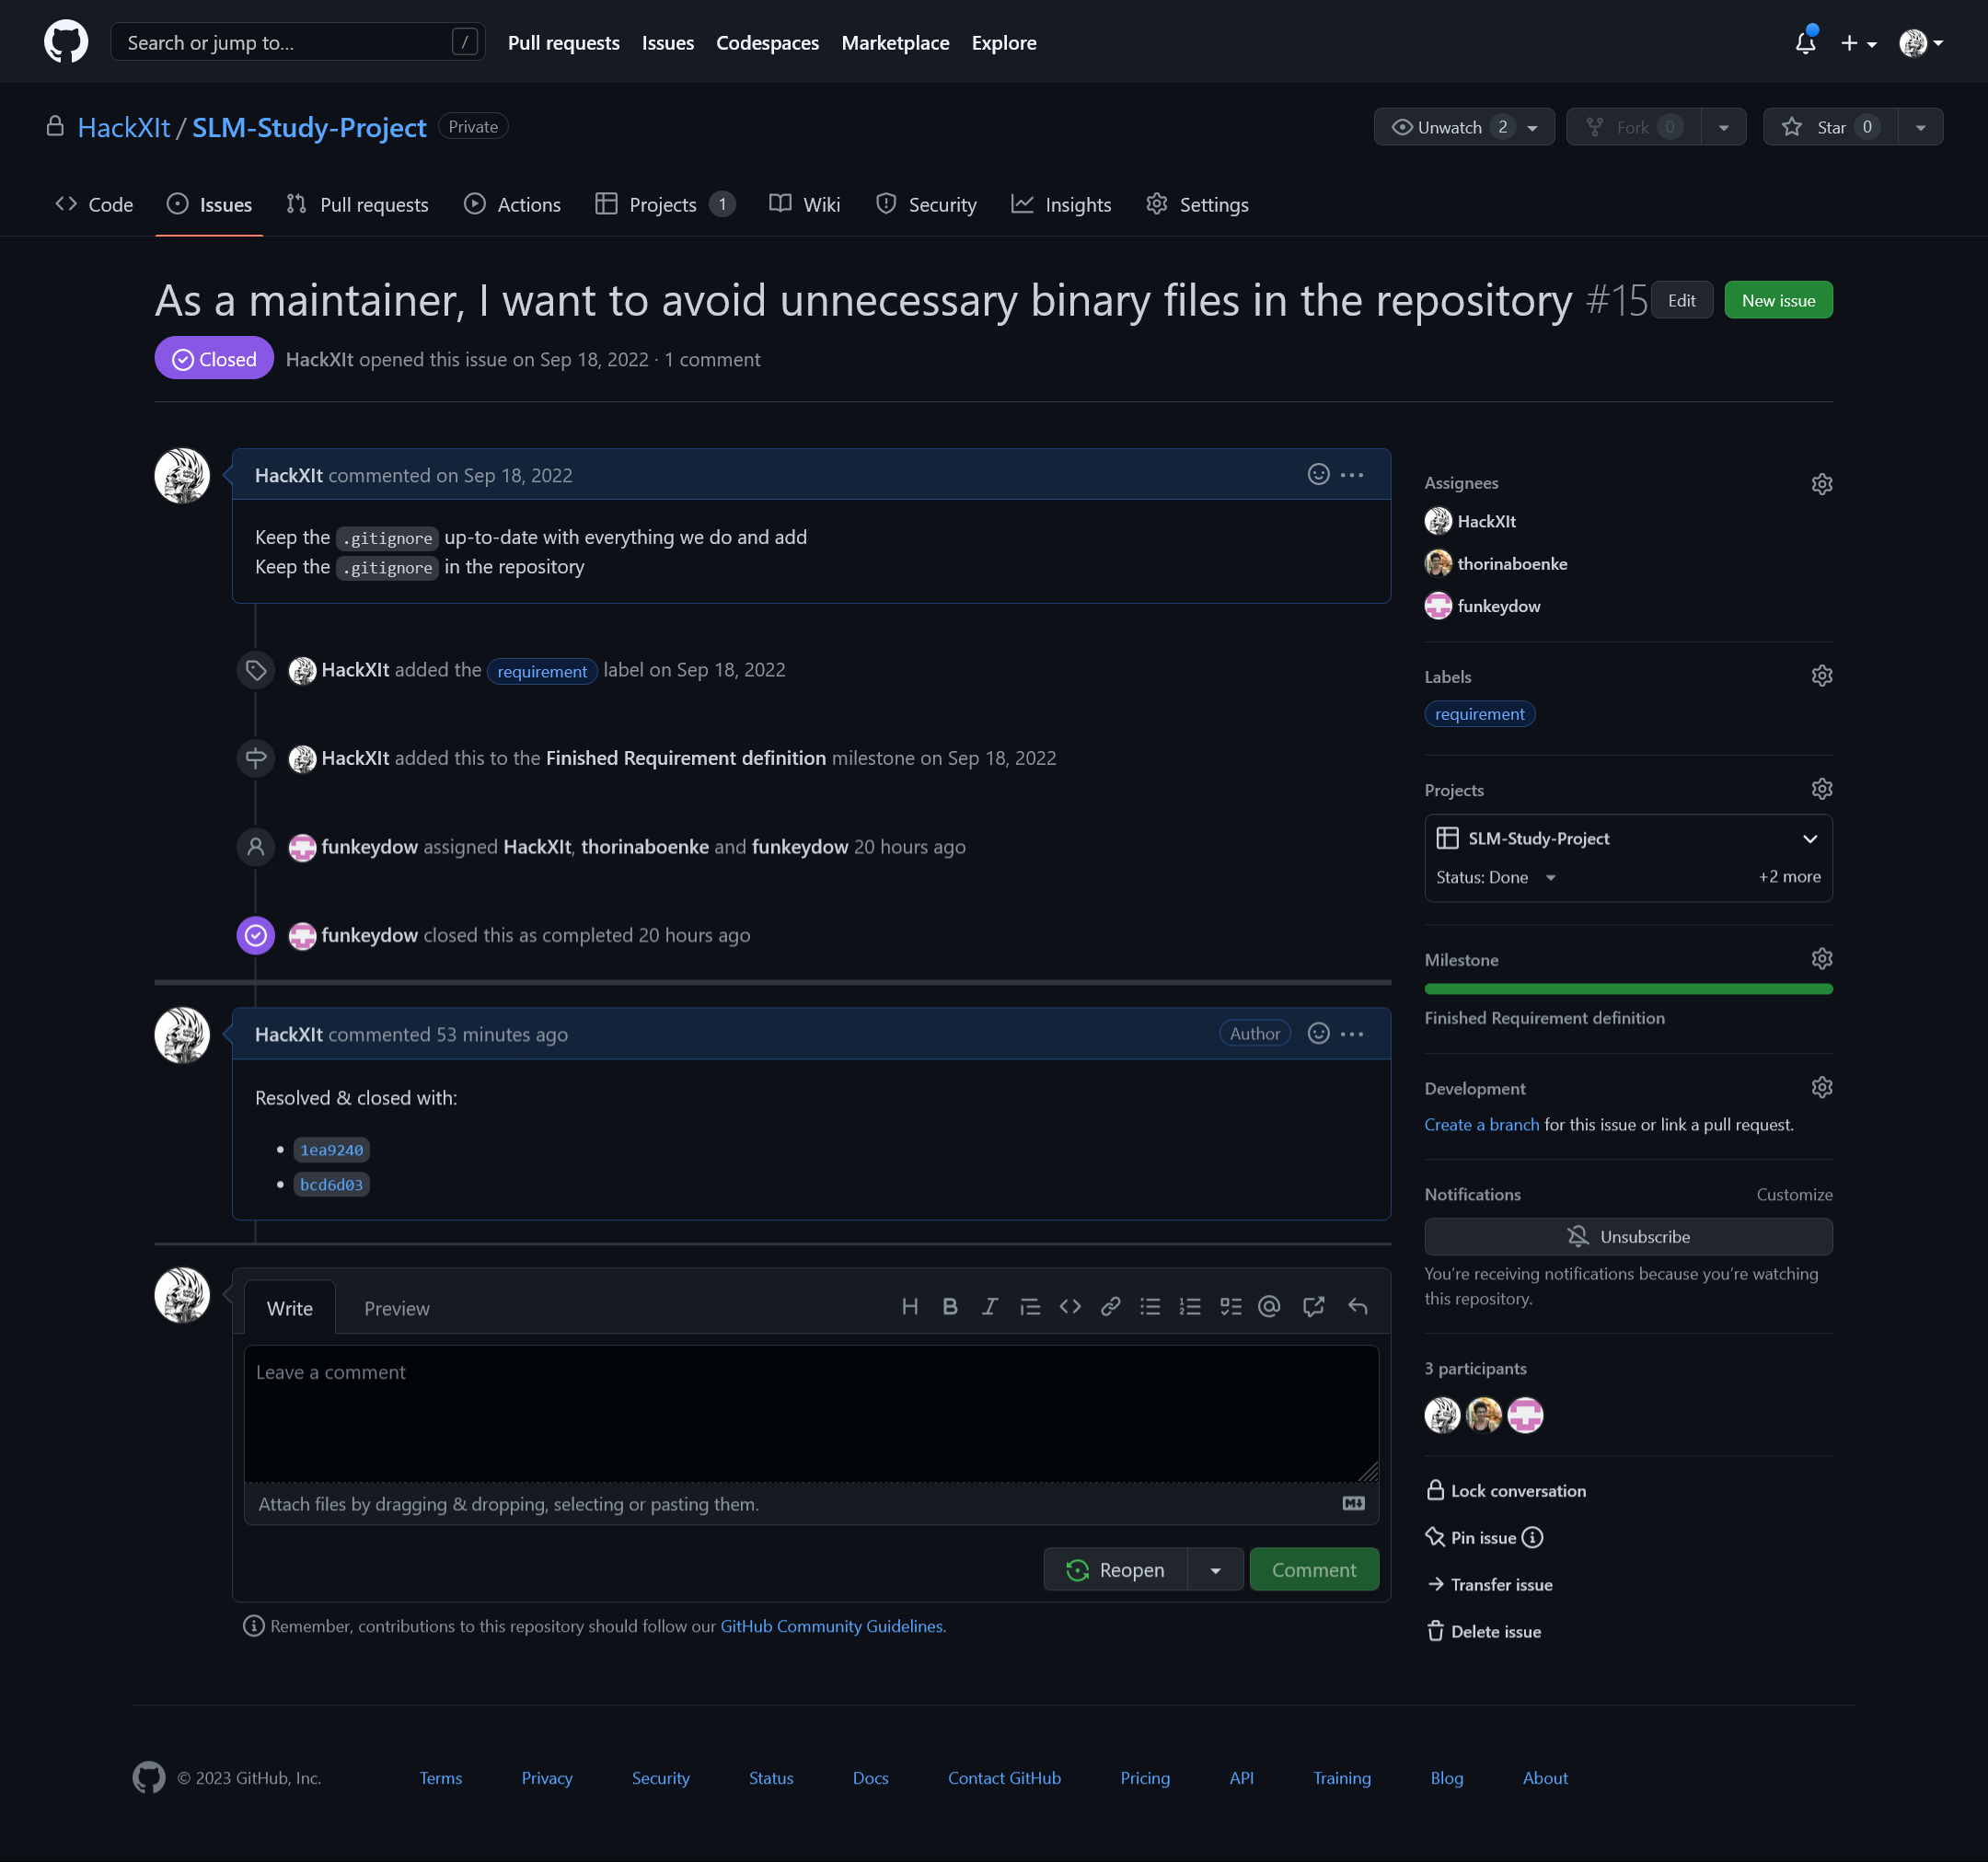 Search or jump to... /
Pull requests Issues Codespaces Marketplace Explore
HackXIt / SLM-Study-Project Private
Unwatch 2 Fork 0 Star 0
Code Issues Pull requests Actions Projects 1 Wiki Security Insights Settings
As a maintainer, I want to avoid unnecessary binary files in the repository #15
Edit New issue
Closed HackXIt opened this issue on Sep 18, 2022 · 1 comment
HackXIt commented on Sep 18, 2022
Keep the .gitignore up-to-date with everything we do and add
Keep the .gitignore in the repository
HackXIt added the requirement label on Sep 18, 2022
HackXIt added this to the Finished Requirement definition milestone on Sep 18, 2022
funkeydow assigned HackXIt, thorinaboenke and funkeydow 20 hours ago
funkeydow closed this as completed 20 hours ago
HackXIt commented 53 minutes ago Author
Resolved & closed with:
• 1ea9240
• bcd6d03
Write Preview
Leave a comment
Attach files by dragging & dropping, selecting or pasting them.
Reopen Comment
Remember, contributions to this repository should follow our GitHub Community Guidelines.
Assignees
HackXIt
thorinaboenke
funkeydow
Labels
requirement
Projects
SLM-Study-Project
Status: Done +2 more
Milestone
Finished Requirement definition
Development
Create a branch for this issue or link a pull request.
Notifications Customize
Unsubscribe
You're receiving notifications because you're watching
this repository.
3 participants
Lock conversation
Pin issue
Transfer issue
Delete issue
© 2023 GitHub, Inc. Terms Privacy Security Status Docs Contact GitHub Pricing API Training Blog About